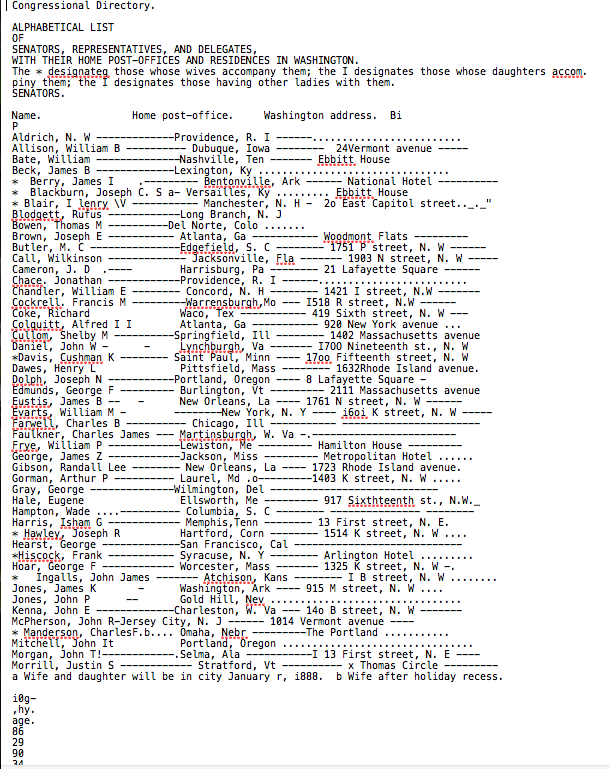 Congressional Directory.
ALPHABETICAL LIST
OF
SENATORS, REPRESENTATIVES, AND DELEGATES,
WITH THEIR HOME POST-OFFICES AND RESIDENCES IN WASHINGTON.
The * designateg those whose wives accompany them; the I designates those whose daughters accom.
piny them; the I designates those having other ladies with them.
SENATORS.
Name. Home post-office. Washington address. Bi
P
Aldrich, N. W —————————————Providence, R. I ——————.........................
Allison, William B —————————— Dubuque, Iowa ———————— 24Vermont avenue —————
Bate, William ——————————————Nashville, Ten ——————— Ebbitt House
Beck, James B —————————————Lexington, Ky ................................
* Berry, James I .————————— Bentonville, Ark —————— National Hotel ——————————
* Blackburn, Joseph C. S a— Versailles, Ky ......... Ebbitt House
* Blair, I lenry \V ——————————— Manchester, N. H — 2o East Capitol street.._._"
Blodgett, Rufus ————————————Long Branch, N. J
Bowen, Thomas M ——————————Del Norte, Colo .......
Brown, Joseph E ——————————— Atlanta, Ga ———————————— Woodmont Flats —————————
Butler, M. C ———————————————Edgefield, S. C ———————— 1751 P street, N. W ——————
Call, Wilkinson —————————————— Jacksonville, Fla —————— 1903 N street, N. W —————
Cameron, J. D .———— Harrisburg, Pa ———————— 21 Lafayette Square ——————
Chace. Jonathan ————————————Providence, R. I ——————.........................
Chandler, William E ——————— Concord, N. H ————————— 1421 I street, N.W ——————
Cockrell. Francis M —————————Warrensburgh,Mo ——— I518 R street, N.W ——————
Coke, Richard Waco, Tex ——————————— 419 Sixth street, N. W ———
Colquitt, Alfred I I Atlanta, Ga ——————————— 920 New York avenue ...
Cullom, Shelby M ———————————Springfield, Ill ———————— 1402 Massachusetts avenue
Daniel, John W — — Lynchburgh, Va ————— I7OO Nineteenth st., N. W
*Davis, Cushman K ———————— Saint Paul, Minn ———— 17oo Fifteenth street, N. W
Dawes, Henry L Pittsfield, Mass ———————— 1632Rhode Island avenue.
Dolph, Joseph N ————————————Portland, Oregon ———— 8 Lafayette Square —
Edmunds, George F ————————— Burlington, Vt ————————— 2111 Massachusetts avenue
Eustis, James B —— — New Orleans, La ———— 1761 N street, N. W ——————
Evarts, William M — ————————New York, N. Y ———— i6oi K street, N. W —————
Farwell, Charles B —————————— Chicago, Ill ————————————————————————————
Faulkner, Charles James ——— Martinsburgh, W. Va —.————————————————————————
Frye, William P —————————————Lewiston, Me —————————— Hamilton House —————————
George, James Z —————————————Jackson, Miss ————————— Metropolitan Hotel ......
Gibson, Randall Lee ———————— New Orleans, La ———— 1723 Rhode Island avenue.
Gorman, Arthur P —————————— Laurel, Md .o—————————1403 K street, N. W .....
Gray, George ———————————————Wilmington, Del ————————————————————————————
Hale, Eugene Ellsworth, Me ————————— 917 Sixthteenth st., N.W._
Hampton, Wade ....—————————— Columbia, S. C ———————— ——————————————— ——————————
Harris, Isham G ————————————— Memphis,Tenn ————————— 13 First street, N. E.
* Hawley, Joseph R Hartford, Corn —————————— 1514 K street, N. W ....
Hearst, George ——————————————San Francisco, Cal ————————————————————————————
*Hiscock, Frank —————————————— Syracuse, N. Y ————————— Arlington Hotel .........
Hoar, George F ——————————————— Worcester, Mass ——————— 1325 K street, N. W —.
* Ingalls, John James ——————— Atchison, Kans ——————— I B street, N. W ........
Jones, James K — Washington, Ark ———— 915 M street, N. W ....
Jones, John P —— Gold Hill, Nev ................................
Kenna, John E ———————————————Charleston, W. Va ——— 14o B street, N. W ———————
McPherson, John R—Jersey City, N. J —————— 1014 Vermont avenue ————
* Manderson, CharlesF.b.... Omaha, Nebr —————————The Portland ...........
Mitchell, John It Portland, Oregon ..............................
Morgan, John T!————————————.Selma, Ala ———————————I 13 First street, N. E ————
Morrill, Justin S —————————————— Stratford, Vt ————————— x Thomas Circle —————————
a Wife and daughter will be in city January r, i888. b Wife after holiday recess.
i0g—
,hy.
age.
86
29
90
34